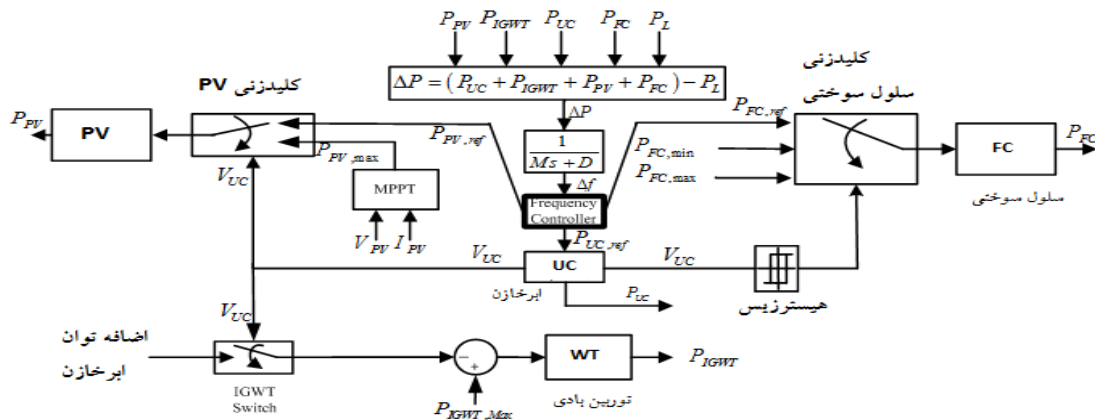 P_PV P_IGWT P_UC P_FC P_L
ΔP = (P_UC + P_IGWT + P_PV + P_FC) − P_L
کلیدزنی PV
کلیدزنی
سلول سوختی
ΔP
P_PV
PV
P_PV,ref
1
Ms + D
P_FC,ref
P_FC,min
P_FC,max
FC
P_FC
سلول سوختی
P_PV,max
V_UC
MPPT
V_PV I_PV
Δf
Frequency
Controller
P_UC,ref
V_UC
UC
V_UC
ابرخازن
P_UC
هیسترزیس
V_UC
اضافه توان
ابرخازن
IGWT
Switch
−
+
P_IGWT,Max
WT
P_IGWT
توربین بادی